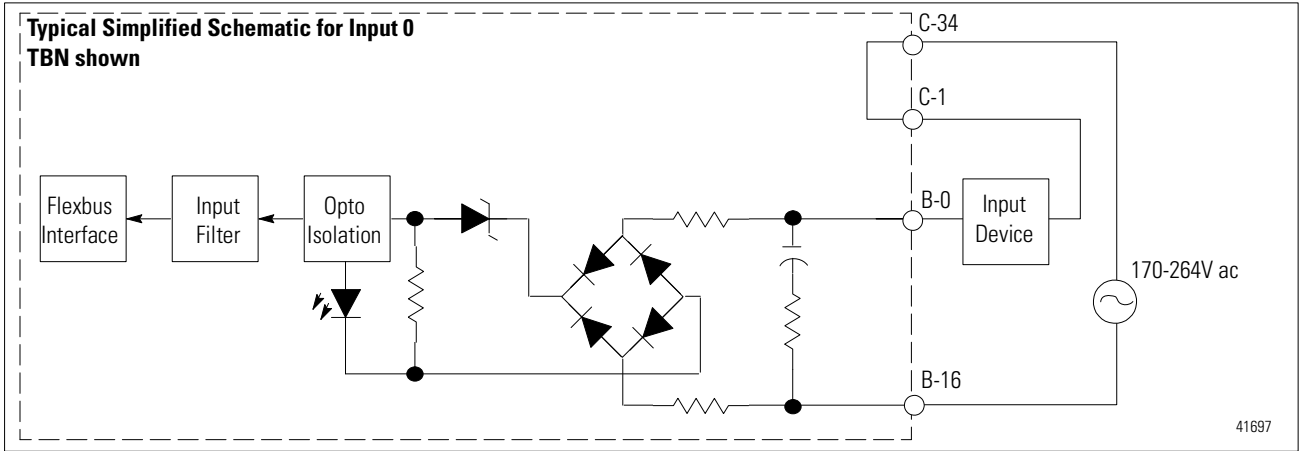 Typical Simplified Schematic for Input 0
TBN shown
C-34
C-1
B-0
Flexbus
Interface
Input
Filter
Opto
Isolation
Input
Device
170-264V ac
B-16
41697